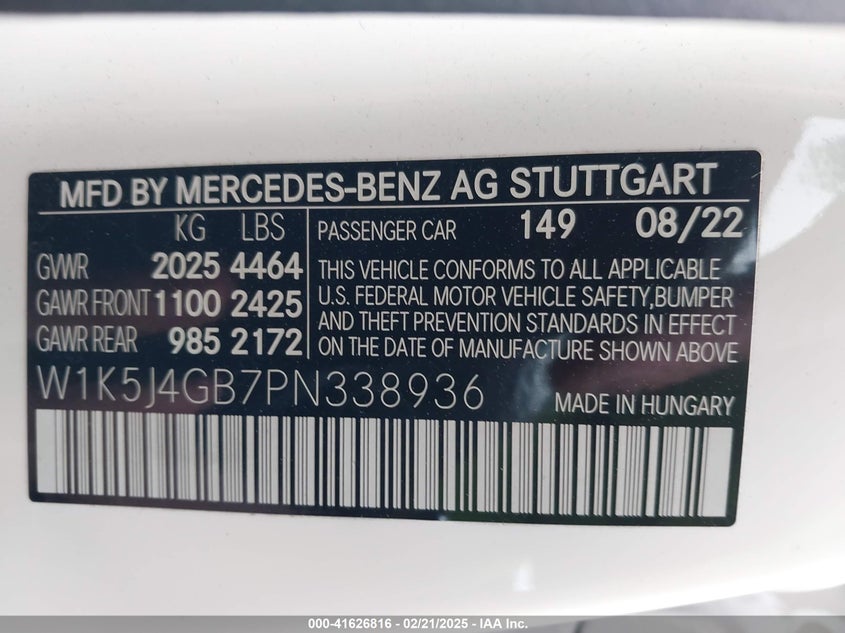 MFD BY MERCEDES-BENZ AG STUTTGART
KG LBS
GVWR 2025 4464
GAWR FRONT 1100 2425
GAWR REAR 985 2172
PASSENGER CAR 149 08/22
THIS VEHICLE CONFORMS TO ALL APPLICABLE
U.S. FEDERAL MOTOR VEHICLE SAFETY,BUMPER
AND THEFT PREVENTION STANDARDS IN EFFECT
ON THE DATE OF MANUFACTURE SHOWN ABOVE
W1K5J4GB7PN338936 MADE IN HUNGARY
000-41626816 - 02/21/2025 - IAA Inc.